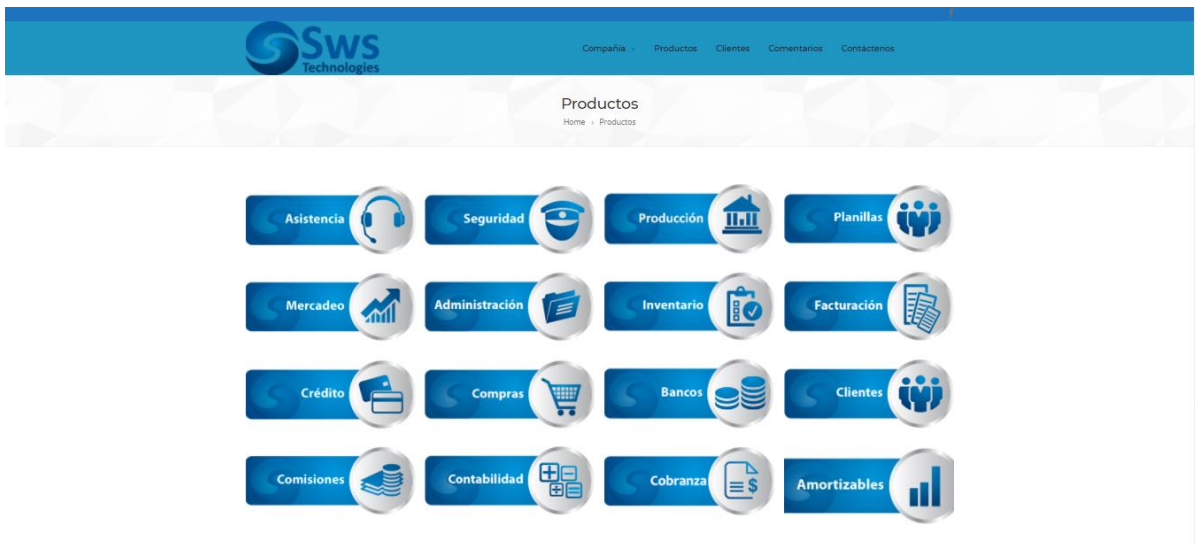 f
Sws
Technologies
Compañia
Productos
Clientes
Comentarios
Contáctenos
Productos
Home › Productos
Asistencia
Seguridad
Producción
Planillas
Mercadeo
Administración
Inventario
Facturación
Crédito
Compras
Bancos
Clientes
Comisiones
Contabilidad
Cobranza
Amortizables